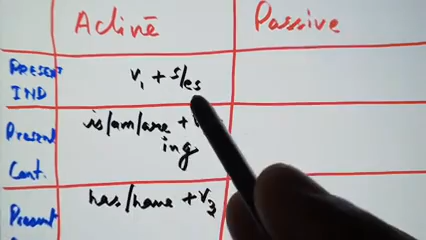 Active Passive
PRESENT
IND
V₁ + s/es
Present
Cont.
is/am/are +
ing
Present
has/have + V₃